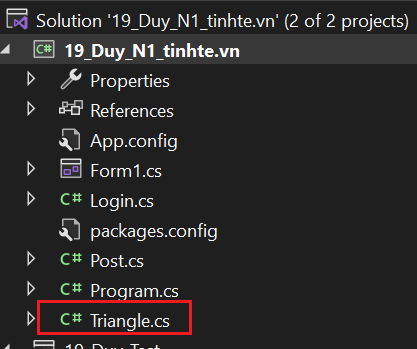 Solution '19_Duy_N1_tinhte.vn' (2 of 2 projects)
C# 19_Duy_N1_tinhte.vn
Properties
References
App.config
Form1.cs
C# Login.cs
packages.config
C# Post.cs
C# Program.cs
C# Triangle.cs
19_Duy_Test